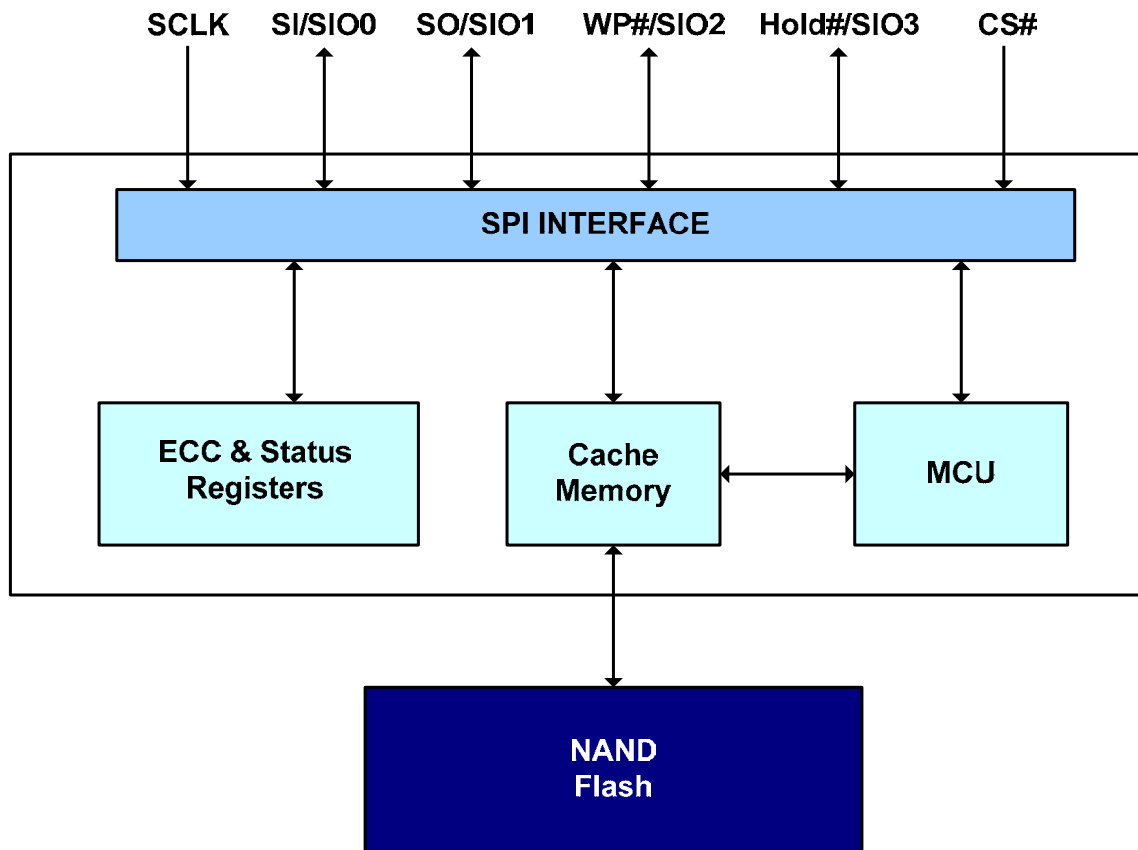 SCLK SI/SIO0 SO/SIO1 WP#/SIO2 Hold#/SIO3 CS#
SPI INTERFACE
ECC & Status
Registers
Cache
Memory
MCU
NAND
Flash